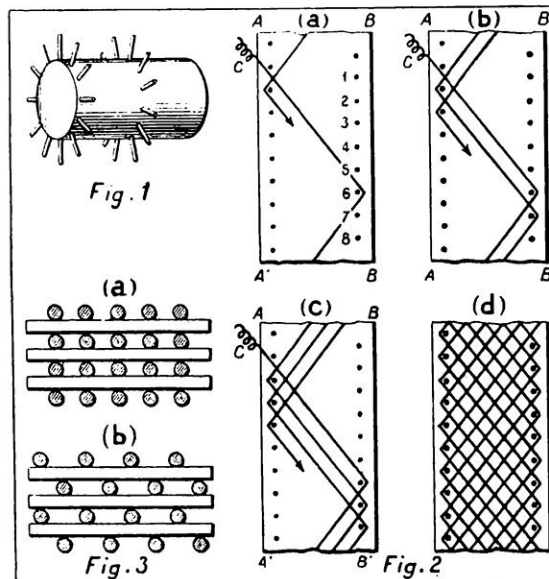 Fig. 1
A (a) B
C
1
2
3
4
5
6
7
8
A' B
A (b) B
C
A B
(a)
(b)
Fig. 3
(c)
C
A' B'
(d)
Fig. 2